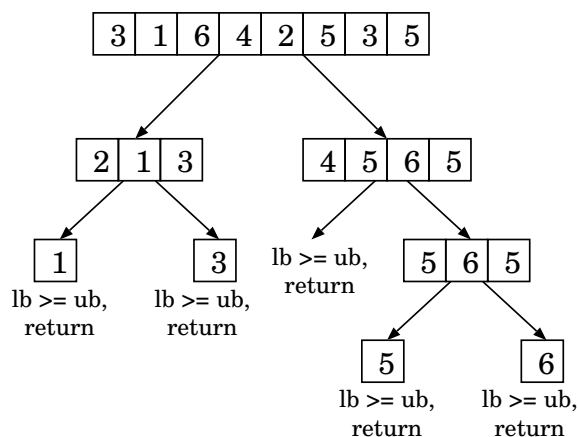 3 1 6 4 2 5 3 5
2 1 3
4 5 6 5
1
3
lb >= ub,
return
5 6 5
lb >= ub,
return
lb >= ub,
return
5
6
lb >= ub,
return
lb >= ub,
return